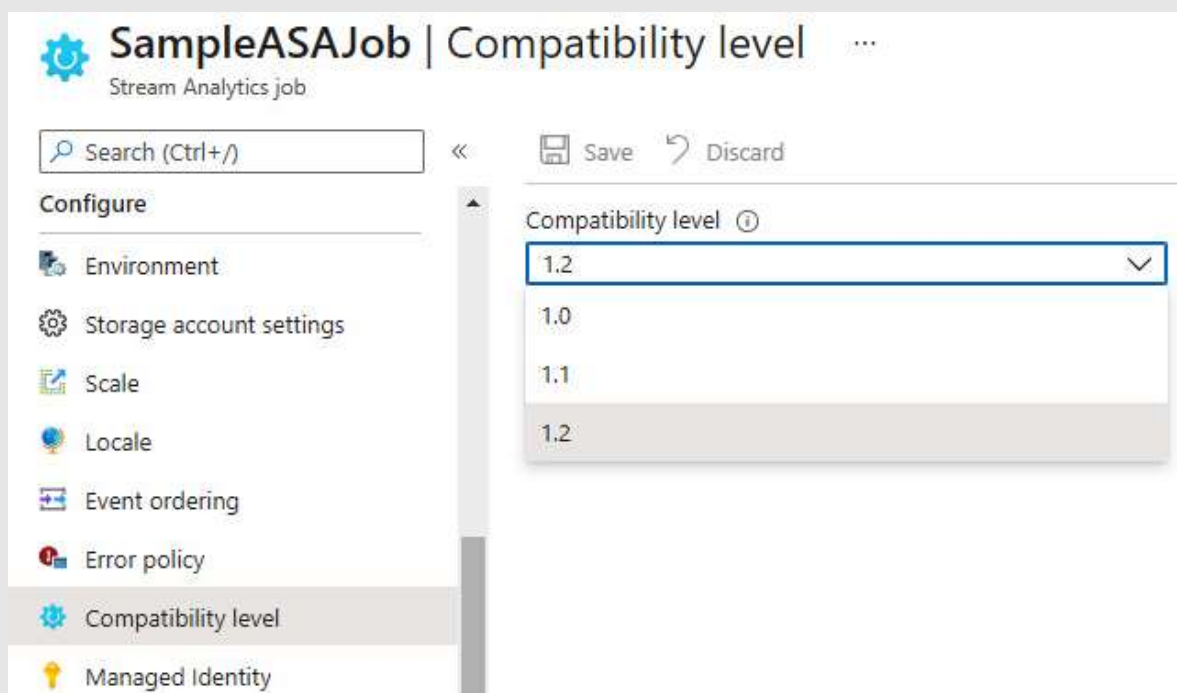 SampleASAJob | Compatibility level ...
Stream Analytics job
Search (Ctrl+/)
«
Save Discard
Configure
Environment
Storage account settings
Scale
Locale
Event ordering
Error policy
Compatibility level
Managed Identity
Compatibility level
1.2
1.0
1.1
1.2